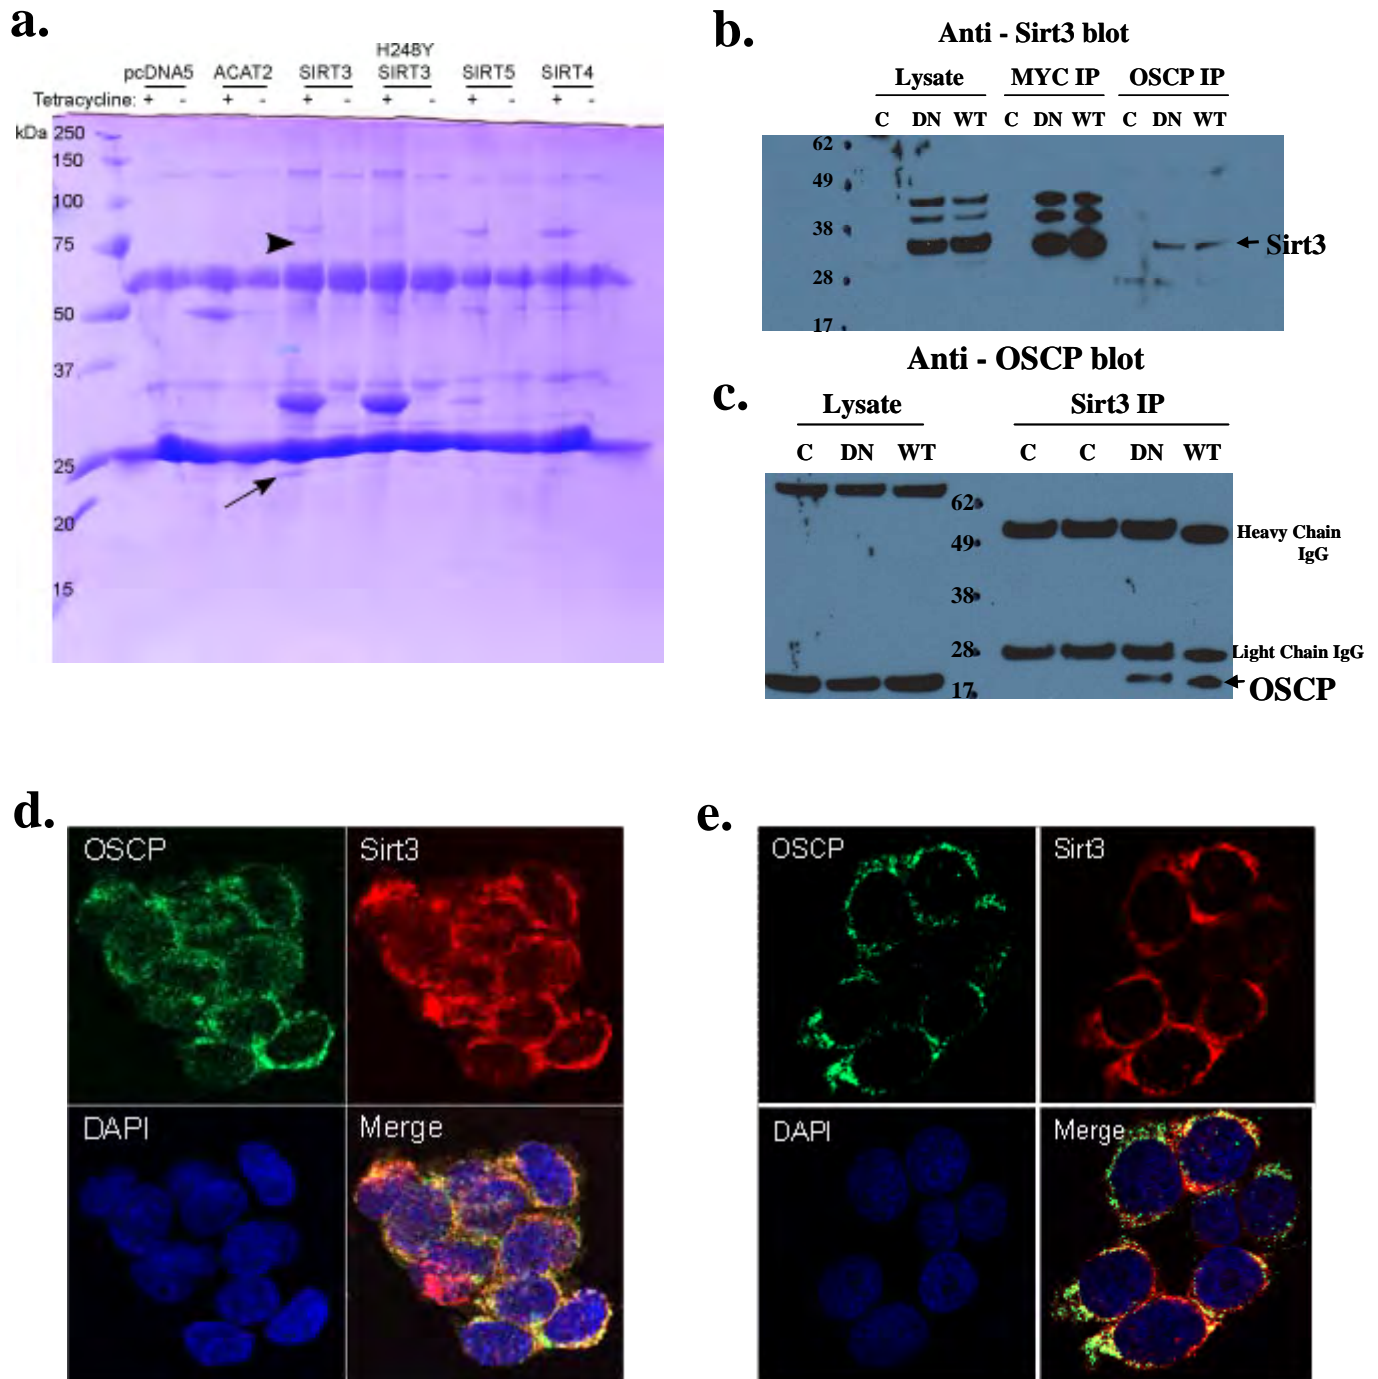 a.
H248Y
pcDNA5 ACAT2 SIRT3 SIRT3 SIRT5 SIRT4
Tetracycline: + - + - + - + - + - + -
kDa 250
150
100
75
50
37
25
20
15
b.
Anti - Sirt3 blot
Lysate MYC IP OSCP IP
C DN WT C DN WT C DN WT
62
49
38
Sirt3
28
17
Anti - OSCP blot
c.
Lysate Sirt3 IP
C DN WT C C DN WT
62
Heavy Chain
49
IgG
38
28
Light Chain IgG
17
OSCP
d.
OSCP Sirt3
DAPI Merge
e.
OSCP Sirt3
DAPI Merge